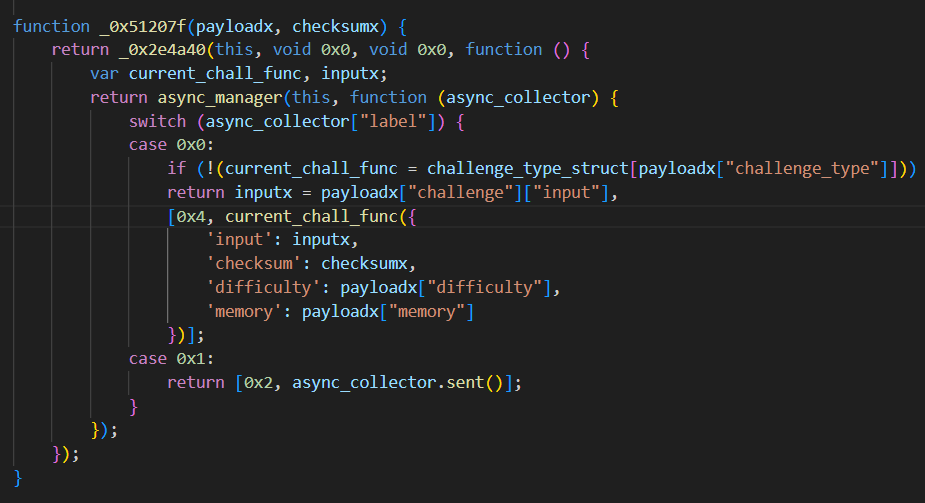 function _0x51207f(payloadx, checksumx) {
    return _0x2e4a40(this, void 0x0, void 0x0, function () {
        var current_chall_func, inputx;
        return async_manager(this, function (async_collector) {
            switch (async_collector["label"]) {
            case 0x0:
                if (!(current_chall_func = challenge_type_struct[payloadx["challenge_type"]]))
                return inputx = payloadx["challenge"]["input"],
                [0x4, current_chall_func({
                    'input': inputx,
                    'checksum': checksumx,
                    'difficulty': payloadx["difficulty"],
                    'memory': payloadx["memory"]
                })];
            case 0x1:
                return [0x2, async_collector.sent()];
            }
        });
    });
}